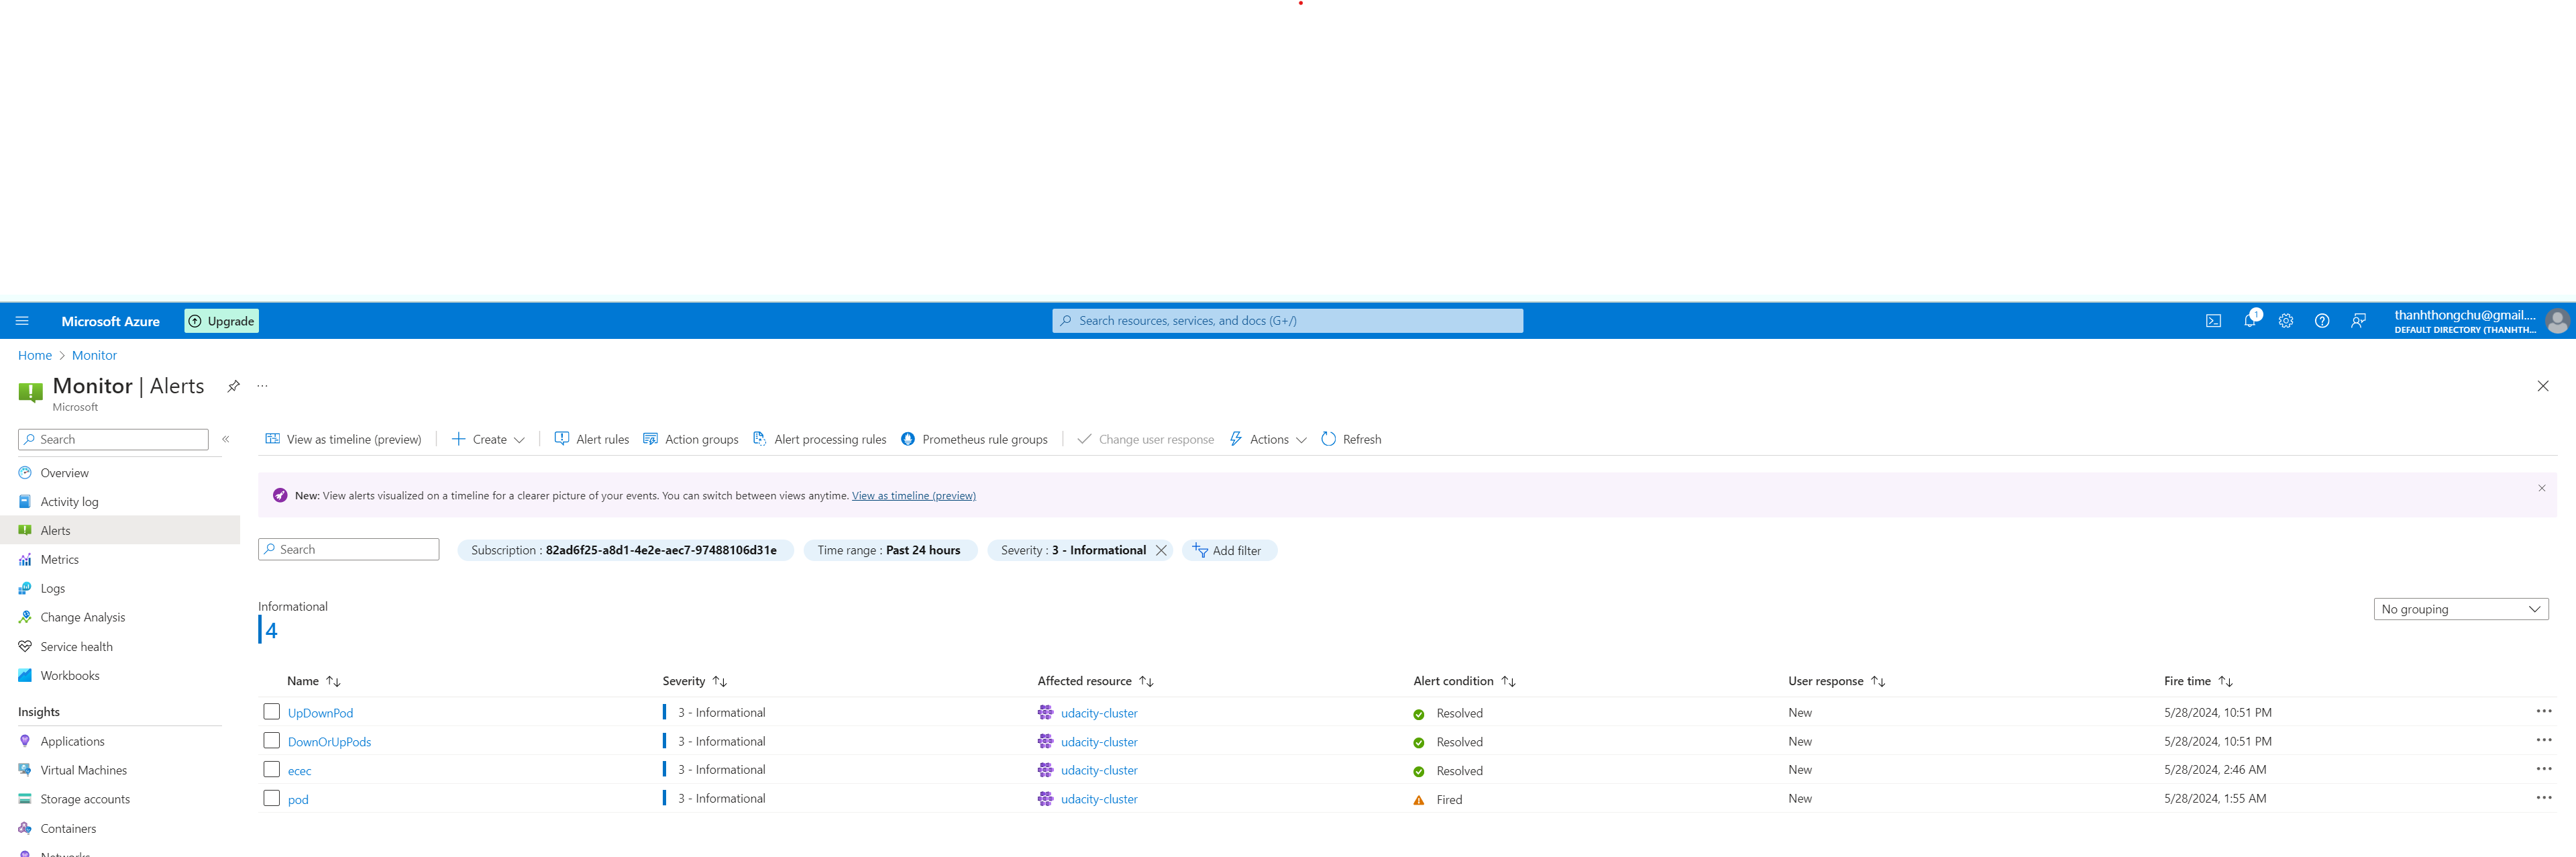 Microsoft Azure
Upgrade
Search resources, services, and docs (G+/)
1
thanhthongchu@gmail....
DEFAULT DIRECTORY (THANHTH...
Home > Monitor
Monitor | Alerts
...
Microsoft
Search
«
View as timeline (preview)
Create
Alert rules
Action groups
Alert processing rules
Prometheus rule groups
Change user response
Actions
Refresh
Overview
Activity log
Alerts
Metrics
Logs
Change Analysis
Service health
Workbooks
Insights
Applications
Virtual Machines
Storage accounts
Containers
Networks
New: View alerts visualized on a timeline for a clearer picture of your events. You can switch between views anytime. View as timeline (preview)
Search
Subscription : 82ad6f25-a8d1-4e2e-aec7-97488106d31e
Time range : Past 24 hours
Severity : 3 - Informational
Add filter
Informational
4
No grouping
Name Severity Affected resource Alert condition User response Fire time
UpDownPod 3 - Informational udacity-cluster Resolved New 5/28/2024, 10:51 PM
DownOrUpPods 3 - Informational udacity-cluster Resolved New 5/28/2024, 10:51 PM
ecec 3 - Informational udacity-cluster Resolved New 5/28/2024, 2:46 AM
pod 3 - Informational udacity-cluster Fired New 5/28/2024, 1:55 AM